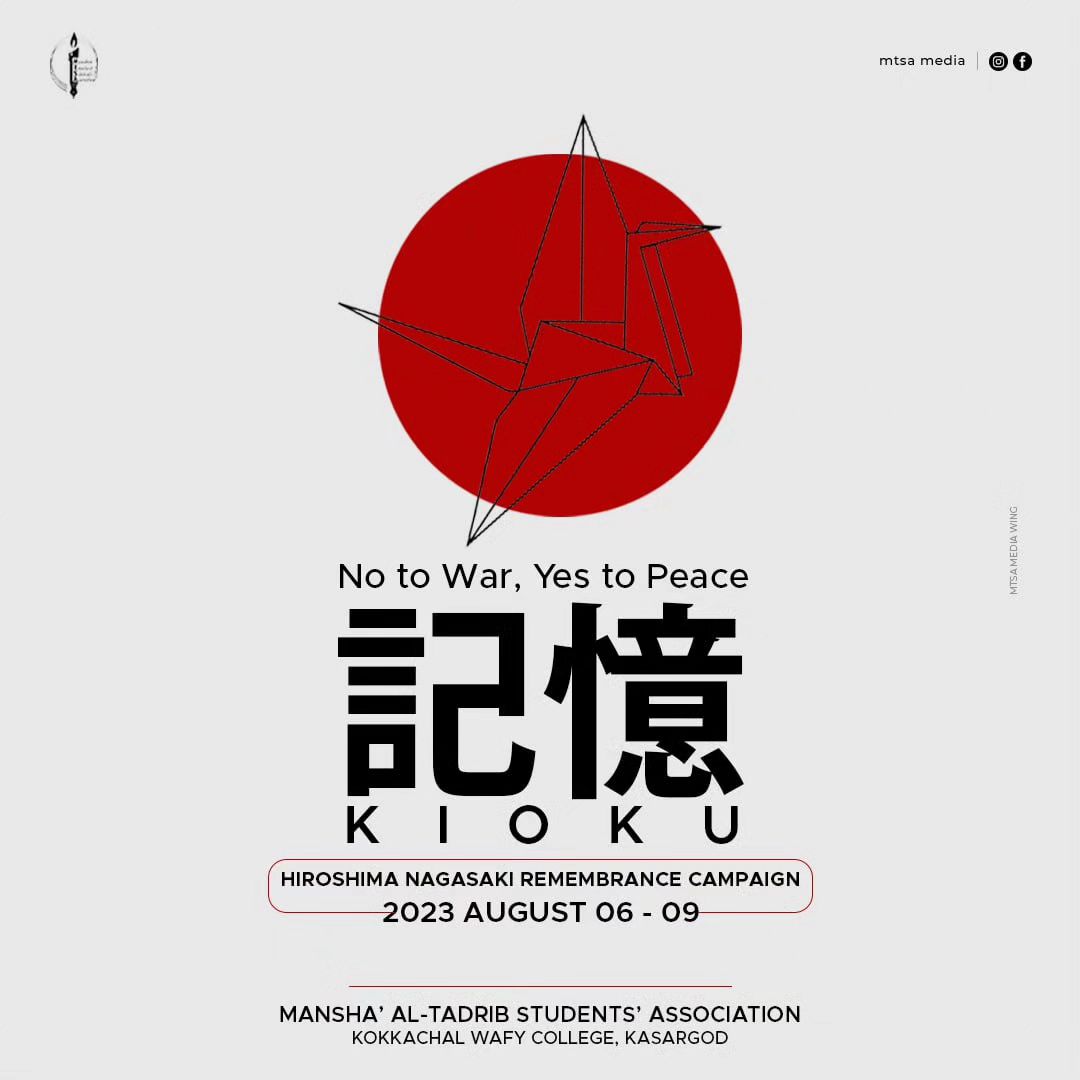 mtsa media
No to War, Yes to Peace
記憶
KIOKU
HIROSHIMA NAGASAKI REMEMBRANCE CAMPAIGN
2023 AUGUST 06 - 09
MTSA MEDIA WING
MANSHA’ AL-TADRIB STUDENTS’ ASSOCIATION
KOKKACHAL WAFY COLLEGE, KASARGOD